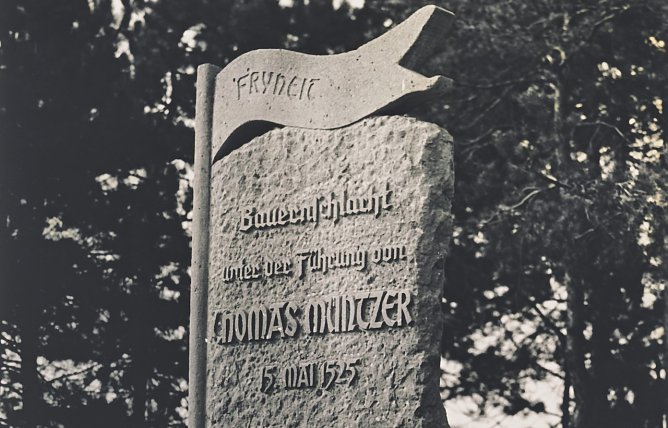 FRYHEIT
Bauernschlacht
unter der Führung von
THOMAS MÜNTZER
15. MAI 1525